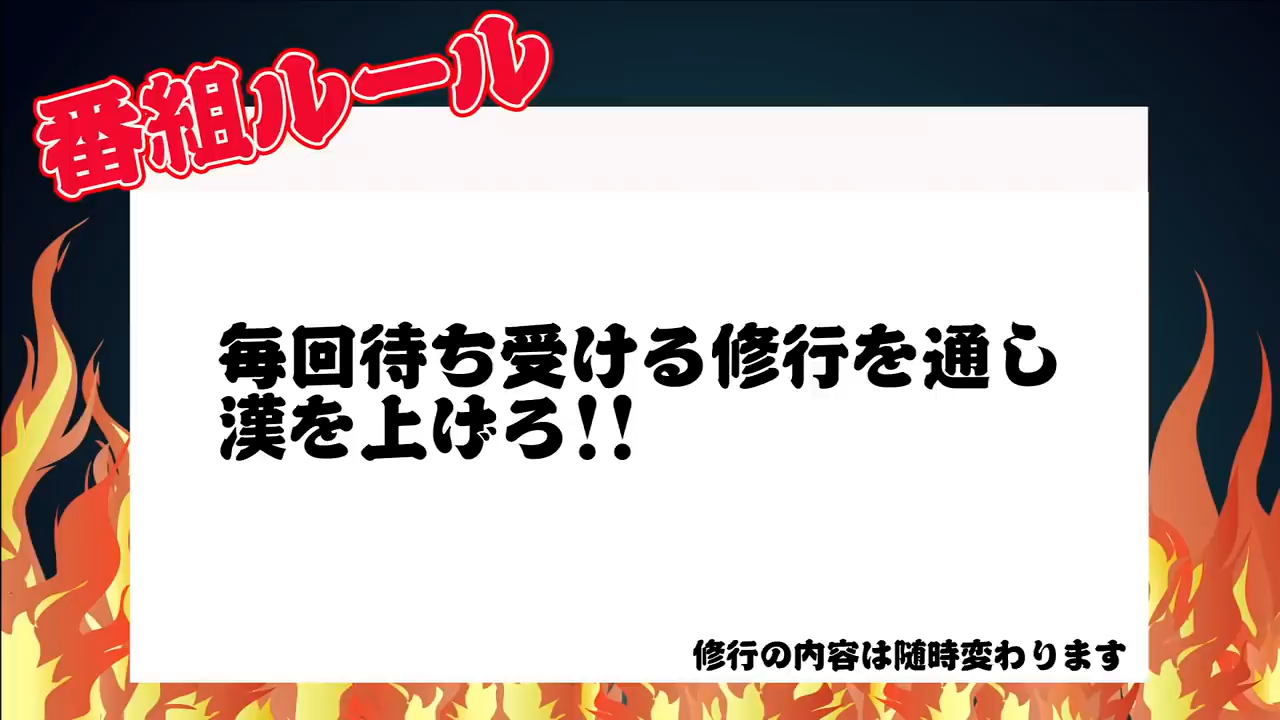 番組ルール
毎回待ち受ける修行を通し
漢を上げろ!!
修行の内容は随時変わります